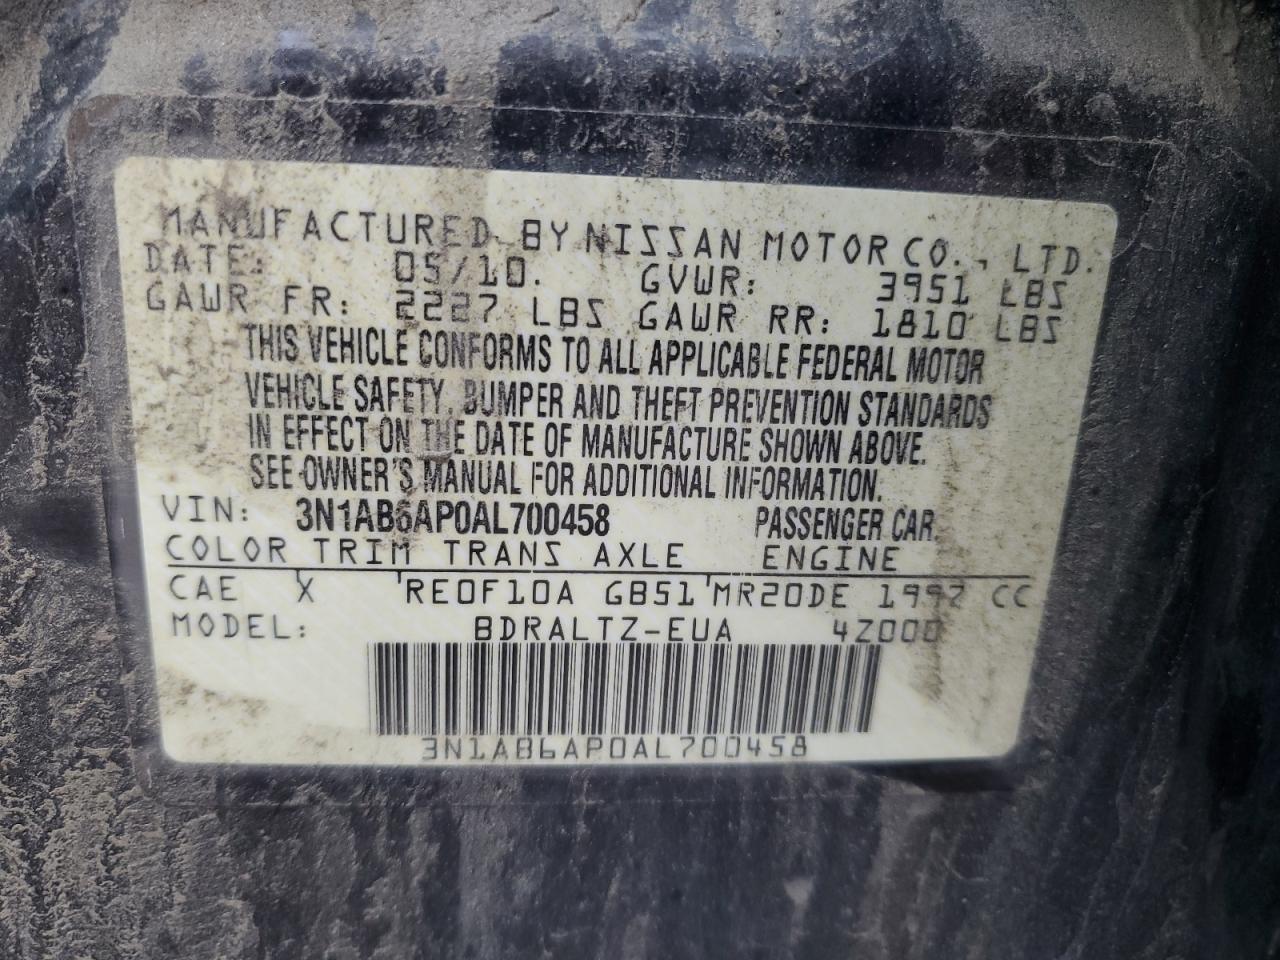 MANUFACTURED BY NISSAN MOTOR CO., LTD.
DATE: 05/10. GVWR: 3951 LBS
GAWR FR: 2227 LBS GAWR RR: 1810 LBS
THIS VEHICLE CONFORMS TO ALL APPLICABLE FEDERAL MOTOR
VEHICLE SAFETY, BUMPER AND THEFT PREVENTION STANDARDS
IN EFFECT ON THE DATE OF MANUFACTURE SHOWN ABOVE.
SEE OWNER'S MANUAL FOR ADDITIONAL INFORMATION.
VIN: 3N1AB6AP0AL700458 PASSENGER CAR
COLOR TRIM TRANS AXLE ENGINE
CAE X RE0F10A GB51 MR20DE 1997 CC
MODEL: BDRALTZ-EUA 4Z000
3N1AB6AP0AL700458